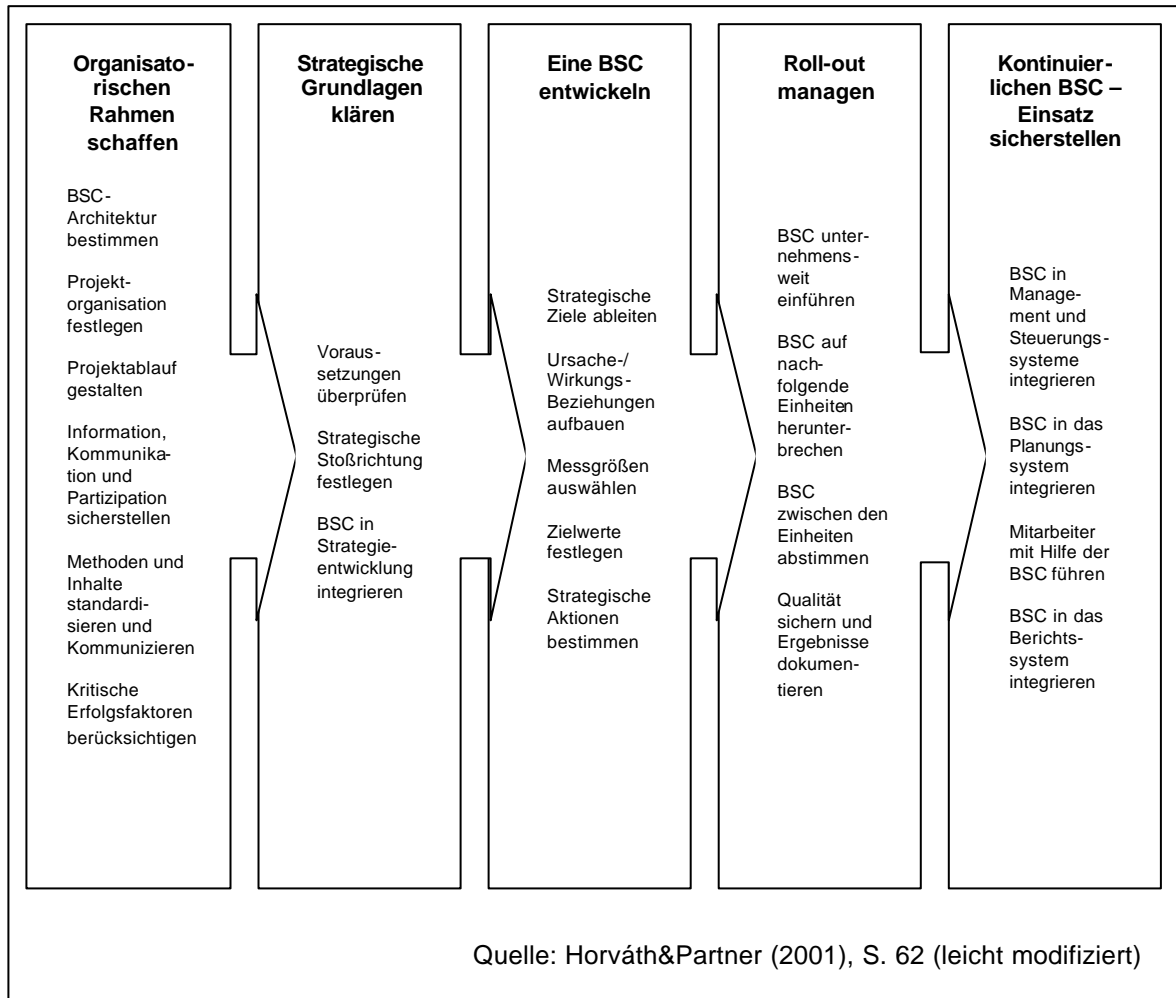 Organisato-
rischen
Rahmen
schaffen
BSC-
Architektur
bestimmen
Projekt-
organisation
festlegen
Projektablauf
gestalten
Information,
Kommunika-
tion und
Partizipation
sicherstellen
Methoden und
Inhalte
standardi-
sieren und
Kommunizieren
Kritische
Erfolgsfaktoren
berücksichtigen
Strategische
Grundlagen
klären
Voraus-
setzungen
überprüfen
Strategische
Stoßrichtung
festlegen
BSC in
Strategie-
entwicklung
integrieren
Eine BSC
entwickeln
Strategische
Ziele ableiten
Ursache-/
Wirkungs-
Beziehungen
aufbauen
Messgrößen
auswählen
Zielwerte
festlegen
Strategische
Aktionen
bestimmen
Roll-out
managen
BSC unter-
nehmens-
weit
einführen
BSC auf
nach-
folgende
Einheiten
herunter-
brechen
BSC
zwischen den
Einheiten
abstimmen
Qualität
sichern und
Ergebnisse
dokumen-
tieren
Kontinuier-
lichen BSC –
Einsatz
sicherstellen
BSC in
Manage-
ment und
Steuerungs-
systeme
integrieren
BSC in das
Planungs-
system
integrieren
Mitarbeiter
mit Hilfe der
BSC führen
BSC in das
Berichts-
system
integrieren
Quelle: Horváth&Partner (2001), S. 62 (leicht modifiziert)